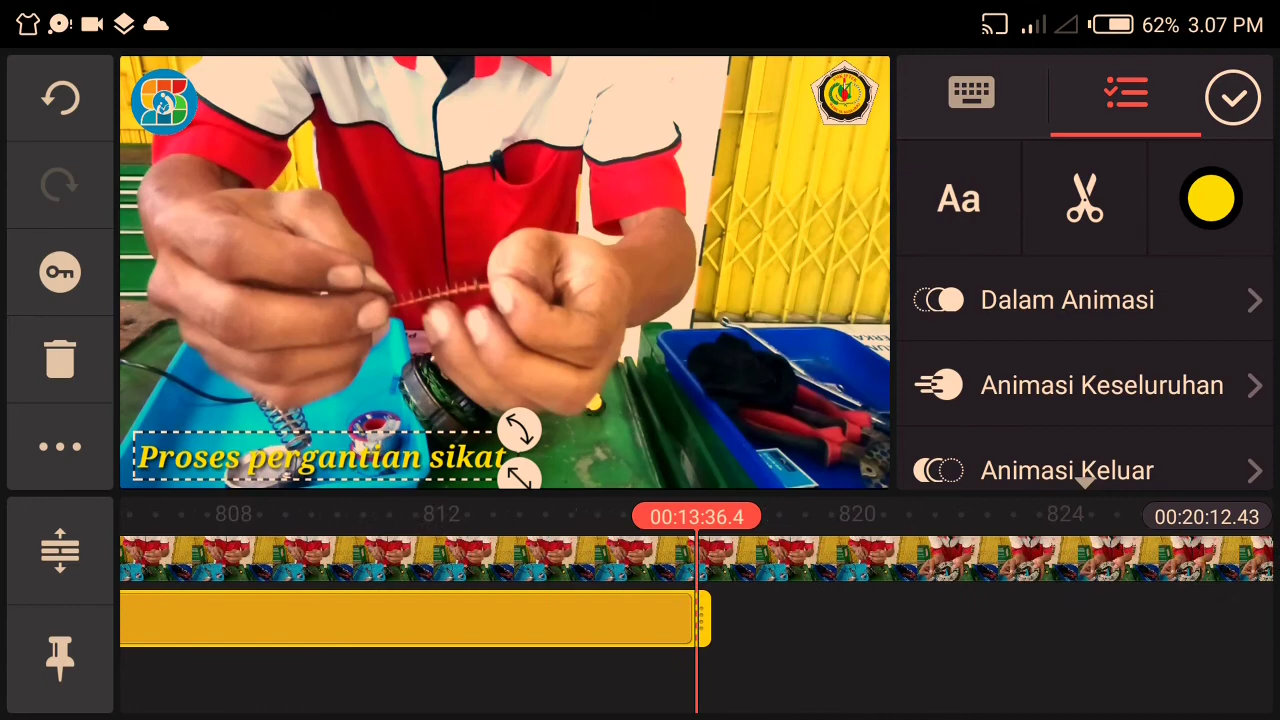 62% 3.07 PM
Aa
Dalam Animasi
Animasi Keseluruhan
Animasi Keluar
Proses pergantian sikat
808
812
00:13:36.4
820
824
00:20:12.43